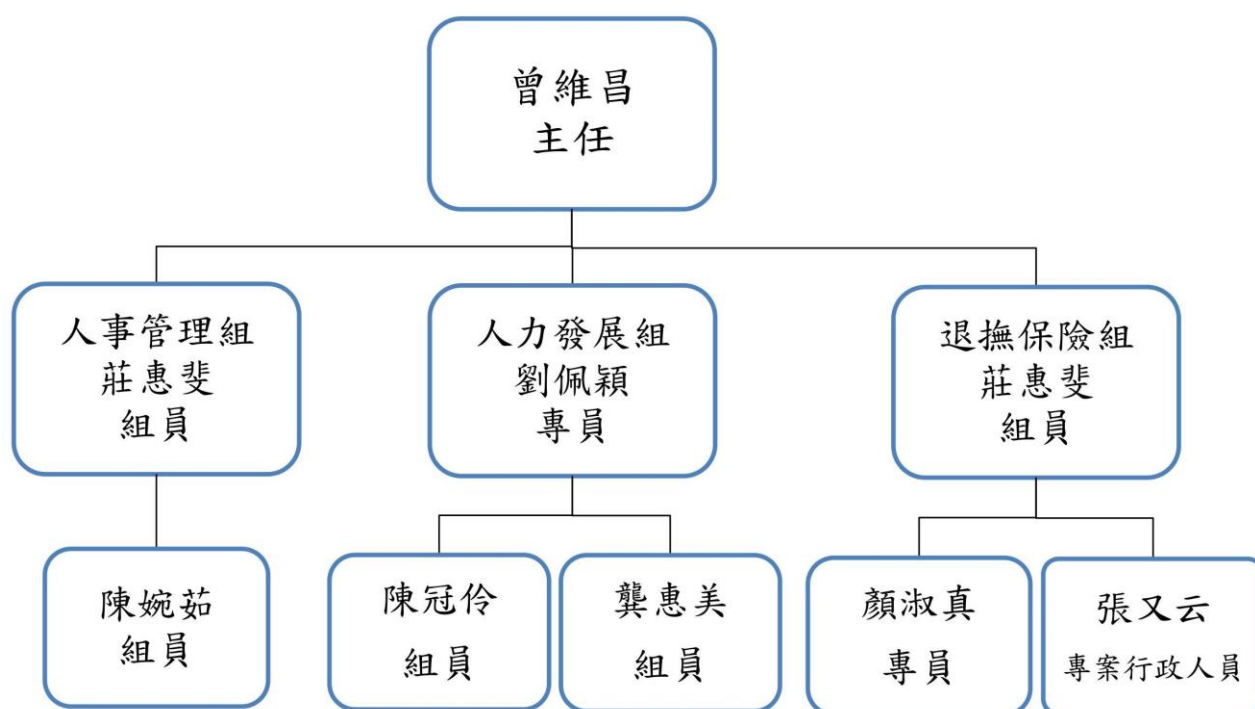 曾維昌
主任
人事管理組
莊惠斐
組員
人力發展組
劉佩穎
專員
退撫保險組
莊惠斐
組員
陳婉茹
組員
陳冠伶
組員
龔惠美
組員
顏淑真
專員
張又云
專案行政人員